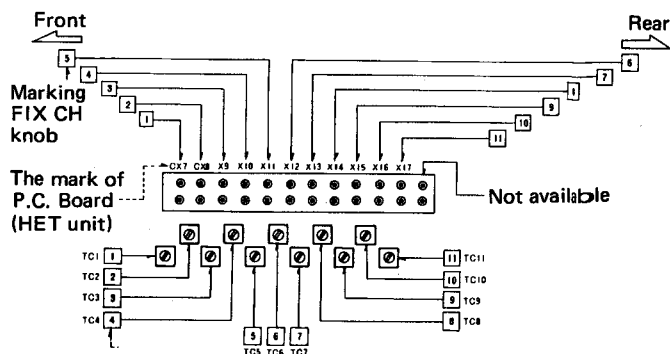 Front
Rear
5
4
3
2
1
6
7
9
10
11
Marking
FIX CH
knob
CX7 CX8 X9 X10 X11 X12 X13 X14 X15 X16 X17
The mark of
P.C. Board
(HET unit)
Not available
TC1 1
TC2 2
TC3 3
TC4 4
5
TC5
6
TC6
7
TC7
11 TC11
10 TC10
9 TC9
8 TC8